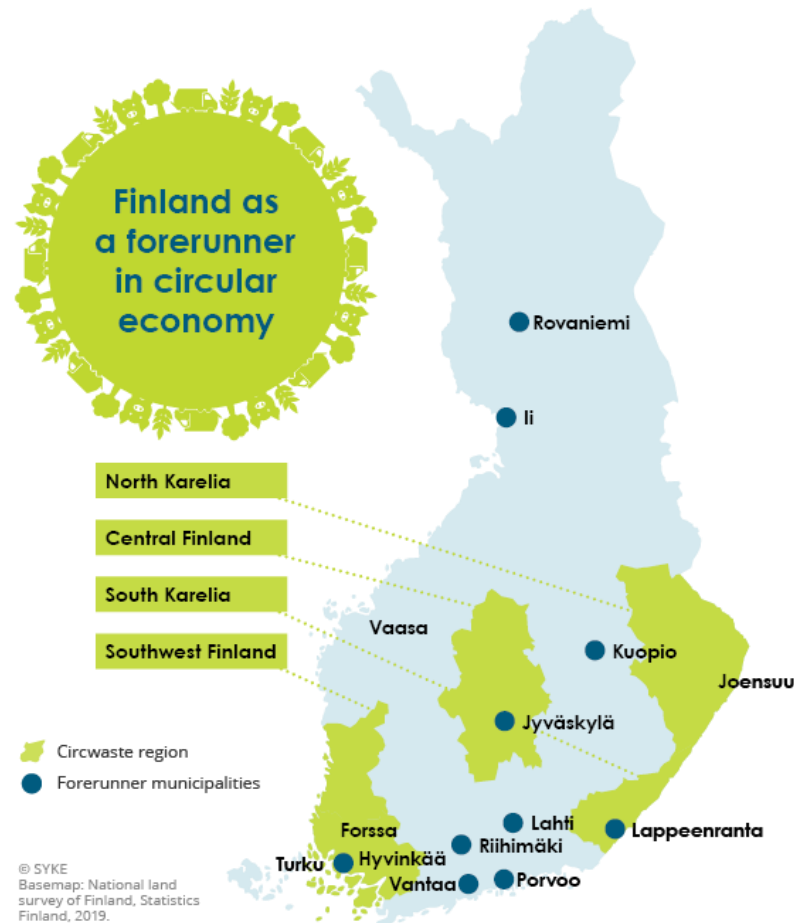 Finland as
a forerunner
in circular
economy
Rovaniemi
Ii
North Karelia
Central Finland
South Karelia
Southwest Finland
Vaasa
Kuopio
Joensuu
Jyväskylä
Circwaste region
Forerunner municipalities
Lahti
Forssa
Lappeenranta
Riihimäki
Turku
Hyvinkää
Vantaa
Porvoo
© SYKE
Basemap: National land
survey of Finland, Statistics
Finland, 2019.